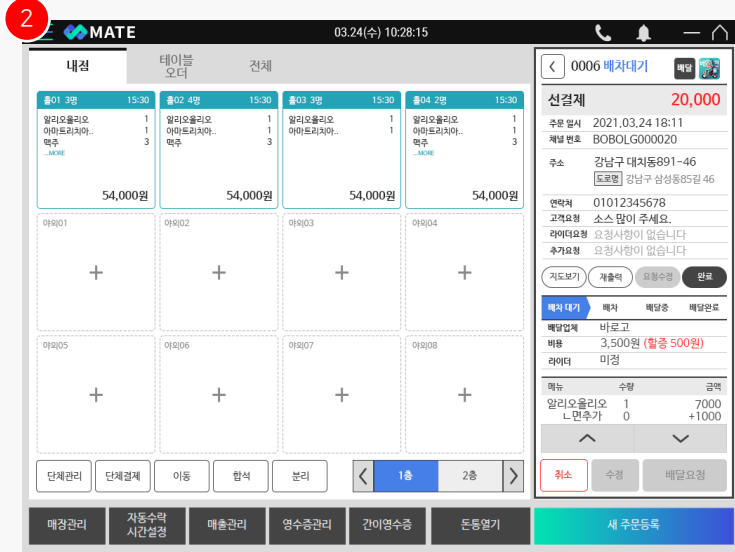 2
MATE
03.24(수) 10:28:15
내점
테이블
오더
전체
홀01 3명 15:30
알리오올리오 1
아마트리치아.. 1
맥주 3
...MORE
54,000원
홀02 4명 15:30
알리오올리오 1
아마트리치아.. 1
맥주 3
54,000원
홀03 3명 15:30
알리오올리오 1
아마트리치아.. 1
54,000원
홀04 2명 15:30
알리오올리오 1
아마트리치아.. 1
맥주 3
...MORE
54,000원
야외01
야외02
야외03
야외04
+ + + +
야외05
야외06
야외07
야외08
+ + + +
단체관리 단체결제 이동 합석 분리 1층 2층
매장관리
자동수락
시간설정
매출관리 영수증관리 간이영수증 돈통열기 새 주문등록
0006 배차대기 배달
선결제 20,000
주문 일시 2021,03,24 18:11
채널 번호 BOBOLG000020
주소 강남구 대치동891-46
도로명 강남구 삼성동85길 46
연락처 01012345678
고객요청 소스 많이 주세요.
라이더요청 요청사항이 없습니다
추가요청 요청사항이 없습니다
지도보기 재출력 요청수정 완료
배차 대기 배차 배달중 배달완료
배달업체 바로고
비용 3,500원 (할증 500원)
라이더 미정
메뉴 수량 금액
알리오올리오 1 7000
ㄴ면추가 0 +1000
취소 수정 배달요청